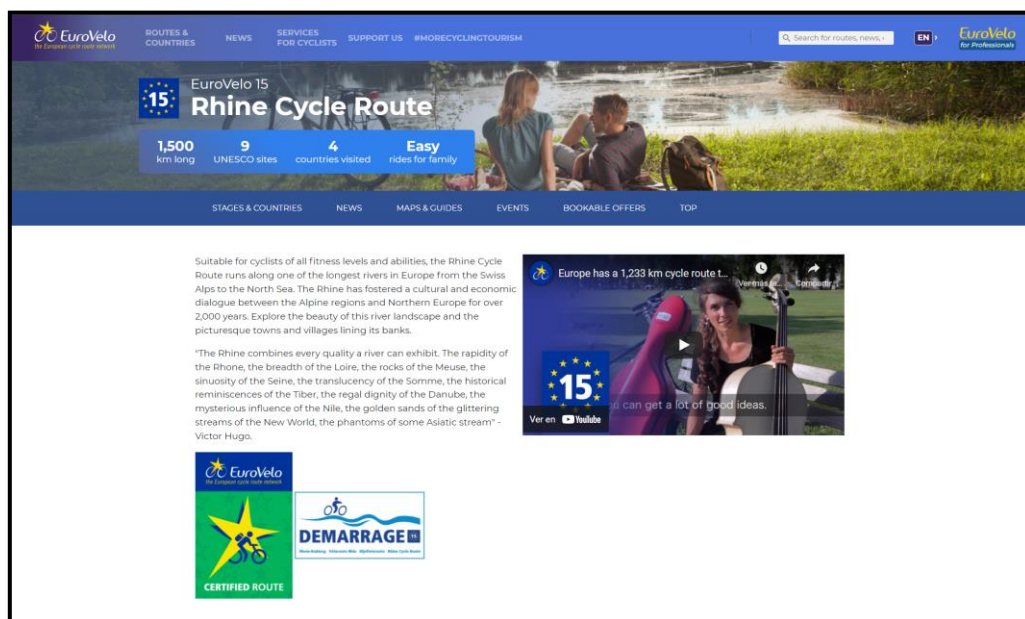 EuroVelo
the European cycle route network
ROUTES &
COUNTRIES
NEWS
SERVICES
FOR CYCLISTS
SUPPORT US
#MORECYCLINGTOURISM
Search for routes, news,
EN
EuroVelo
for Professionals
15
EuroVelo 15
Rhine Cycle Route
1,500
km long
9
UNESCO sites
4
countries visited
Easy
rides for family
STAGES & COUNTRIES
NEWS
MAPS & GUIDES
EVENTS
BOOKABLE OFFERS
TOP
Suitable for cyclists of all fitness levels and abilities, the Rhine Cycle
Route runs along one of the longest rivers in Europe from the Swiss
Alps to the North Sea. The Rhine has fostered a cultural and economic
dialogue between the Alpine regions and Northern Europe for over
2,000 years. Explore the beauty of this river landscape and the
picturesque towns and villages lining its banks.
"The Rhine combines every quality a river can exhibit. The rapidity of
the Rhone, the breadth of the Loire, the rocks of the Meuse, the
sinuosity of the Seine, the translucency of the Somme, the historical
reminiscences of the Tiber, the regal dignity of the Danube, the
mysterious influence of the Nile, the golden sands of the glittering
streams of the New World, the phantoms of some Asiatic stream" -
Victor Hugo.
Europe has a 1,233 km cycle route t...
Ver más
Compartir
15
can get a lot of good ideas.
Ver en YouTube
EuroVelo
the European cycle route network
CERTIFIED ROUTE
DEMARRAGE 15